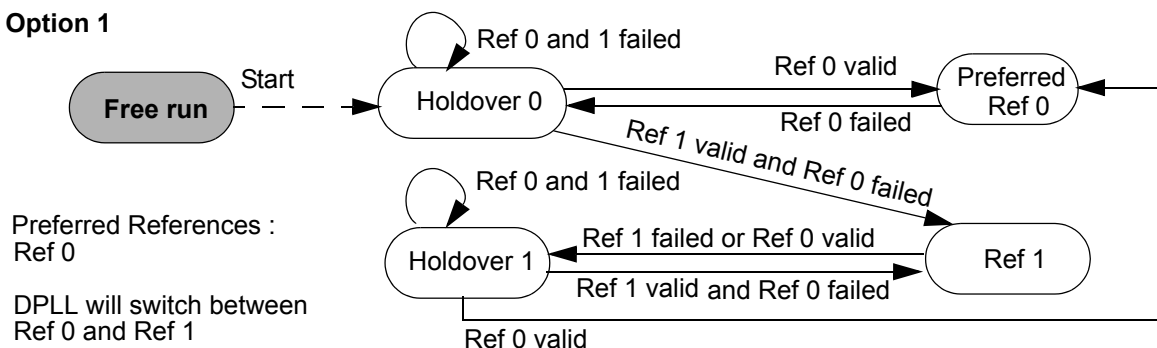 Option 1
Ref 0 and 1 failed
Start
Free run
Holdover 0
Ref 0 valid
Ref 0 failed
Preferred
Ref 0
Ref 1 valid and Ref 0 failed
Ref 0 and 1 failed
Preferred References :
Ref 0
Holdover 1
Ref 1 failed or Ref 0 valid
Ref 1 valid and Ref 0 failed
Ref 1
DPLL will switch between
Ref 0 and Ref 1
Ref 0 valid